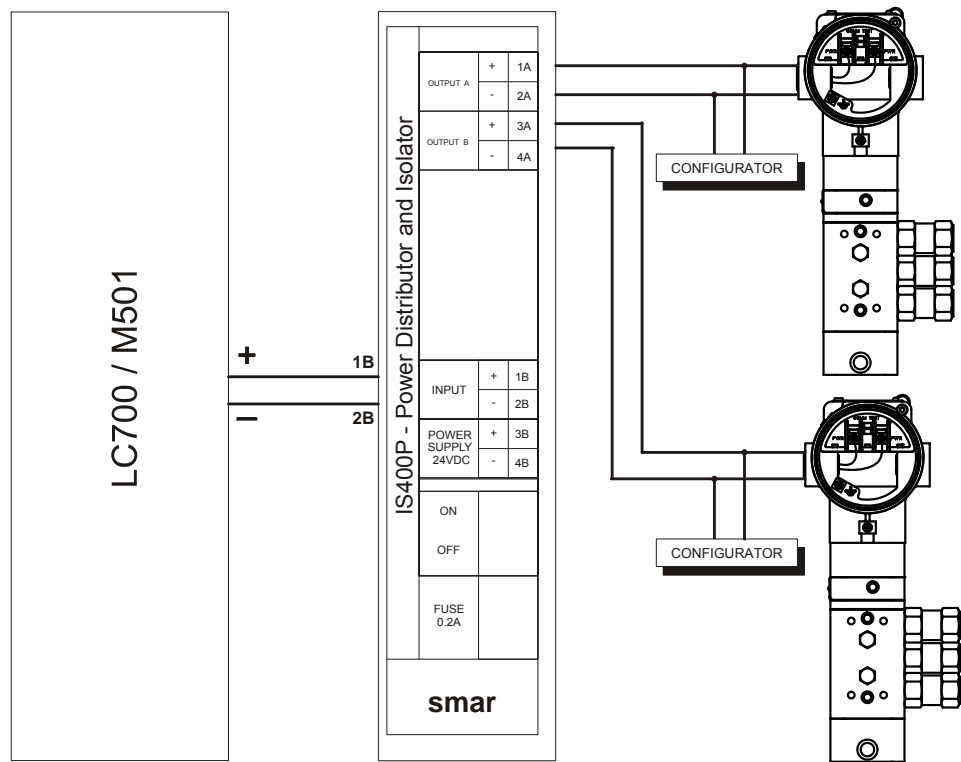 LC700 / M501
+
1B
–
2B
IS400P - Power Distributor and Isolator
OUTPUT A
+ 1A
- 2A
OUTPUT B
+ 3A
- 4A
INPUT
+ 1B
- 2B
POWER
SUPPLY
24VDC
+ 3B
- 4B
ON
OFF
FUSE
0.2A
smar
CONFIGURATOR
CONFIGURATOR